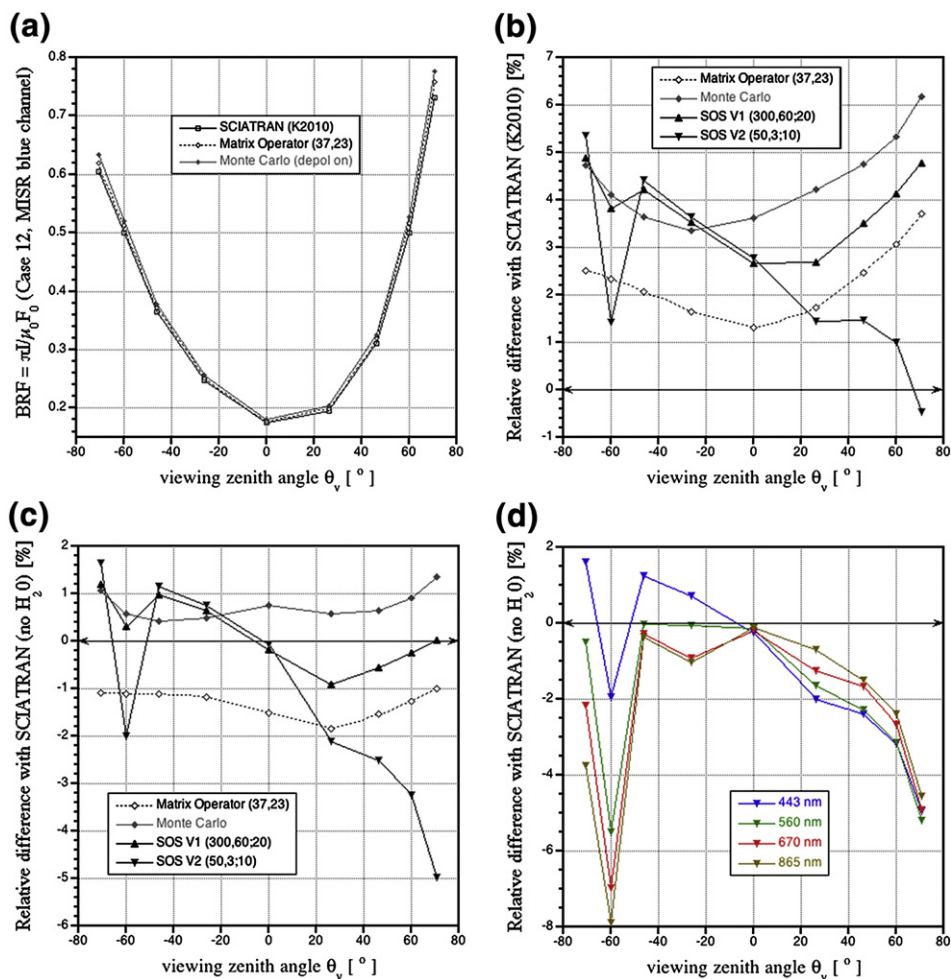 (a)
BRF = πI/μ0F0 (Case 12, MISR blue channel)
0.8
0.7
0.6
0.5
0.4
0.3
0.2
SCIATRAN (K2010)
Matrix Operator (37,23)
Monte Carlo (depol on)
-80 -60 -40 -20 0 20 40 60 80
viewing zenith angle θv [ ° ]
(b)
Relative difference with SCIATRAN (K2010) [%]
7
6
5
4
3
2
1
0
-1
Matrix Operator (37,23)
Monte Carlo
SOS V1 (300,60;20)
SOS V2 (50,3;10)
-80 -60 -40 -20 0 20 40 60 80
viewing zenith angle θv [ ° ]
(c)
Relative difference with SCIATRAN (no H2O) [%]
2
1
0
-1
-2
-3
-4
-5
-6
Matrix Operator (37,23)
Monte Carlo
SOS V1 (300,60;20)
SOS V2 (50,3;10)
-80 -60 -40 -20 0 20 40 60 80
viewing zenith angle θv [ ° ]
(d)
Relative difference with SCIATRAN (no H2O) [%]
2
0
-2
-4
-6
-8
443 nm
560 nm
670 nm
865 nm
-80 -60 -40 -20 0 20 40 60 80
viewing zenith angle θv [ ° ]